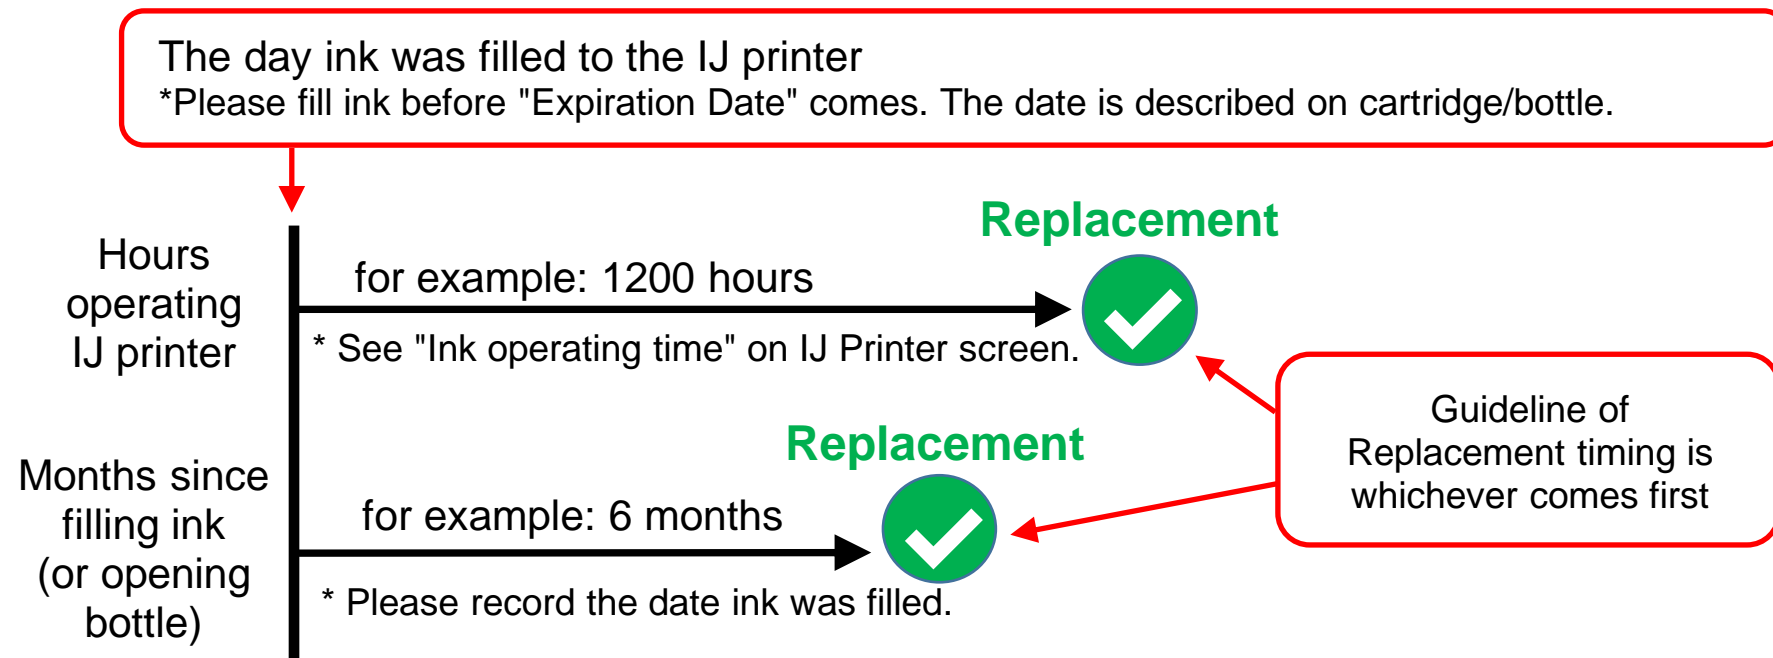 The day ink was filled to the IJ printer
*Please fill ink before "Expiration Date" comes. The date is described on cartridge/bottle.
Replacement
Hours
operating
IJ printer
for example: 1200 hours
* See "Ink operating time" on IJ Printer screen.
Guideline of
Replacement timing is
whichever comes first
Replacement
Months since
filling ink
(or opening
bottle)
for example: 6 months
* Please record the date ink was filled.